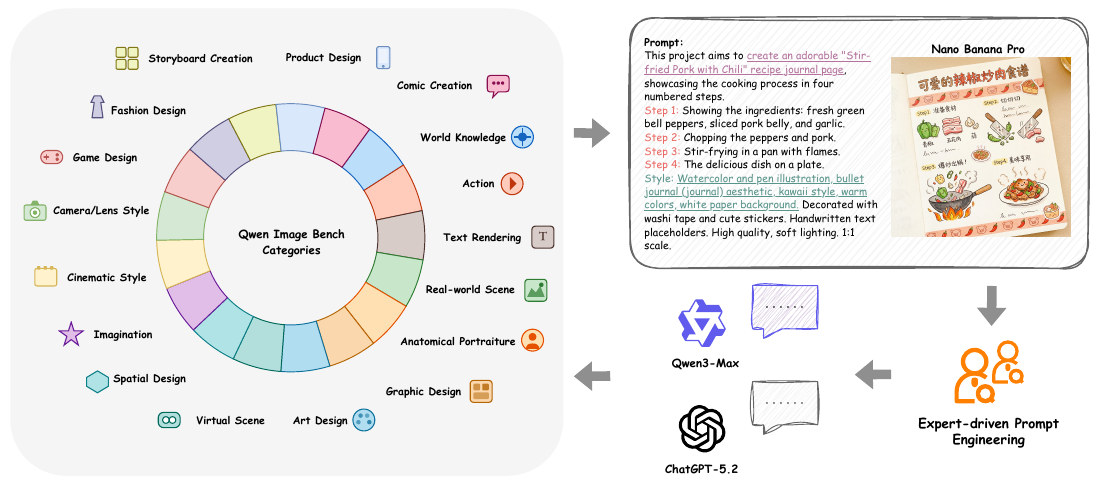 Storyboard Creation
Product Design
Comic Creation
Fashion Design
World Knowledge
Game Design
Action
Camera/Lens Style
Text Rendering
Qwen Image Bench
Categories
Cinematic Style
Real-world Scene
Imagination
Anatomical Portraiture
Spatial Design
Graphic Design
Virtual Scene
Art Design
T
Prompt:
This project aims to create an adorable "Stir-
fried Pork with Chili" recipe journal page,
showcasing the cooking process in four
numbered steps.
Step 1: Showing the ingredients: fresh green
bell peppers, sliced pork belly, and garlic.
Step 2: Chopping the peppers and pork.
Step 3: Stir-frying in a pan with flames.
Step 4: The delicious dish on a plate.
Style: Watercolor and pen illustration, bullet
journal (journal) aesthetic, kawaii style, warm
colors, white paper background. Decorated with
washi tape and cute stickers. Handwritten text
placeholders. High quality, soft lighting. 1:1
scale.
Nano Banana Pro
可爱的辣椒炒肉食谱
Qwen3-Max
ChatGPT-5.2
Expert-driven Prompt
Engineering